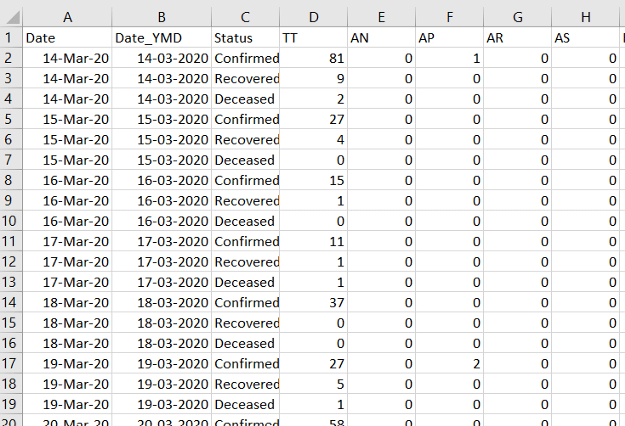 A B C D E F G H
1 Date Date_YMD Status TT AN AP AR AS
2 14-Mar-20 14-03-2020 Confirmed 81 0 1 0 0
3 14-Mar-20 14-03-2020 Recovered 9 0 0 0 0
4 14-Mar-20 14-03-2020 Deceased 2 0 0 0 0
5 15-Mar-20 15-03-2020 Confirmed 27 0 0 0 0
6 15-Mar-20 15-03-2020 Recovered 4 0 0 0 0
7 15-Mar-20 15-03-2020 Deceased 0 0 0 0 0
8 16-Mar-20 16-03-2020 Confirmed 15 0 0 0 0
9 16-Mar-20 16-03-2020 Recovered 1 0 0 0 0
10 16-Mar-20 16-03-2020 Deceased 0 0 0 0 0
11 17-Mar-20 17-03-2020 Confirmed 11 0 0 0 0
12 17-Mar-20 17-03-2020 Recovered 1 0 0 0 0
13 17-Mar-20 17-03-2020 Deceased 1 0 0 0 0
14 18-Mar-20 18-03-2020 Confirmed 37 0 0 0 0
15 18-Mar-20 18-03-2020 Recovered 0 0 0 0 0
16 18-Mar-20 18-03-2020 Deceased 0 0 0 0 0
17 19-Mar-20 19-03-2020 Confirmed 27 0 2 0 0
18 19-Mar-20 19-03-2020 Recovered 5 0 0 0 0
19 19-Mar-20 19-03-2020 Deceased 1 0 0 0 0
20 20-Mar-20 20-03-2020 Confirmed 58 0 0 0 0